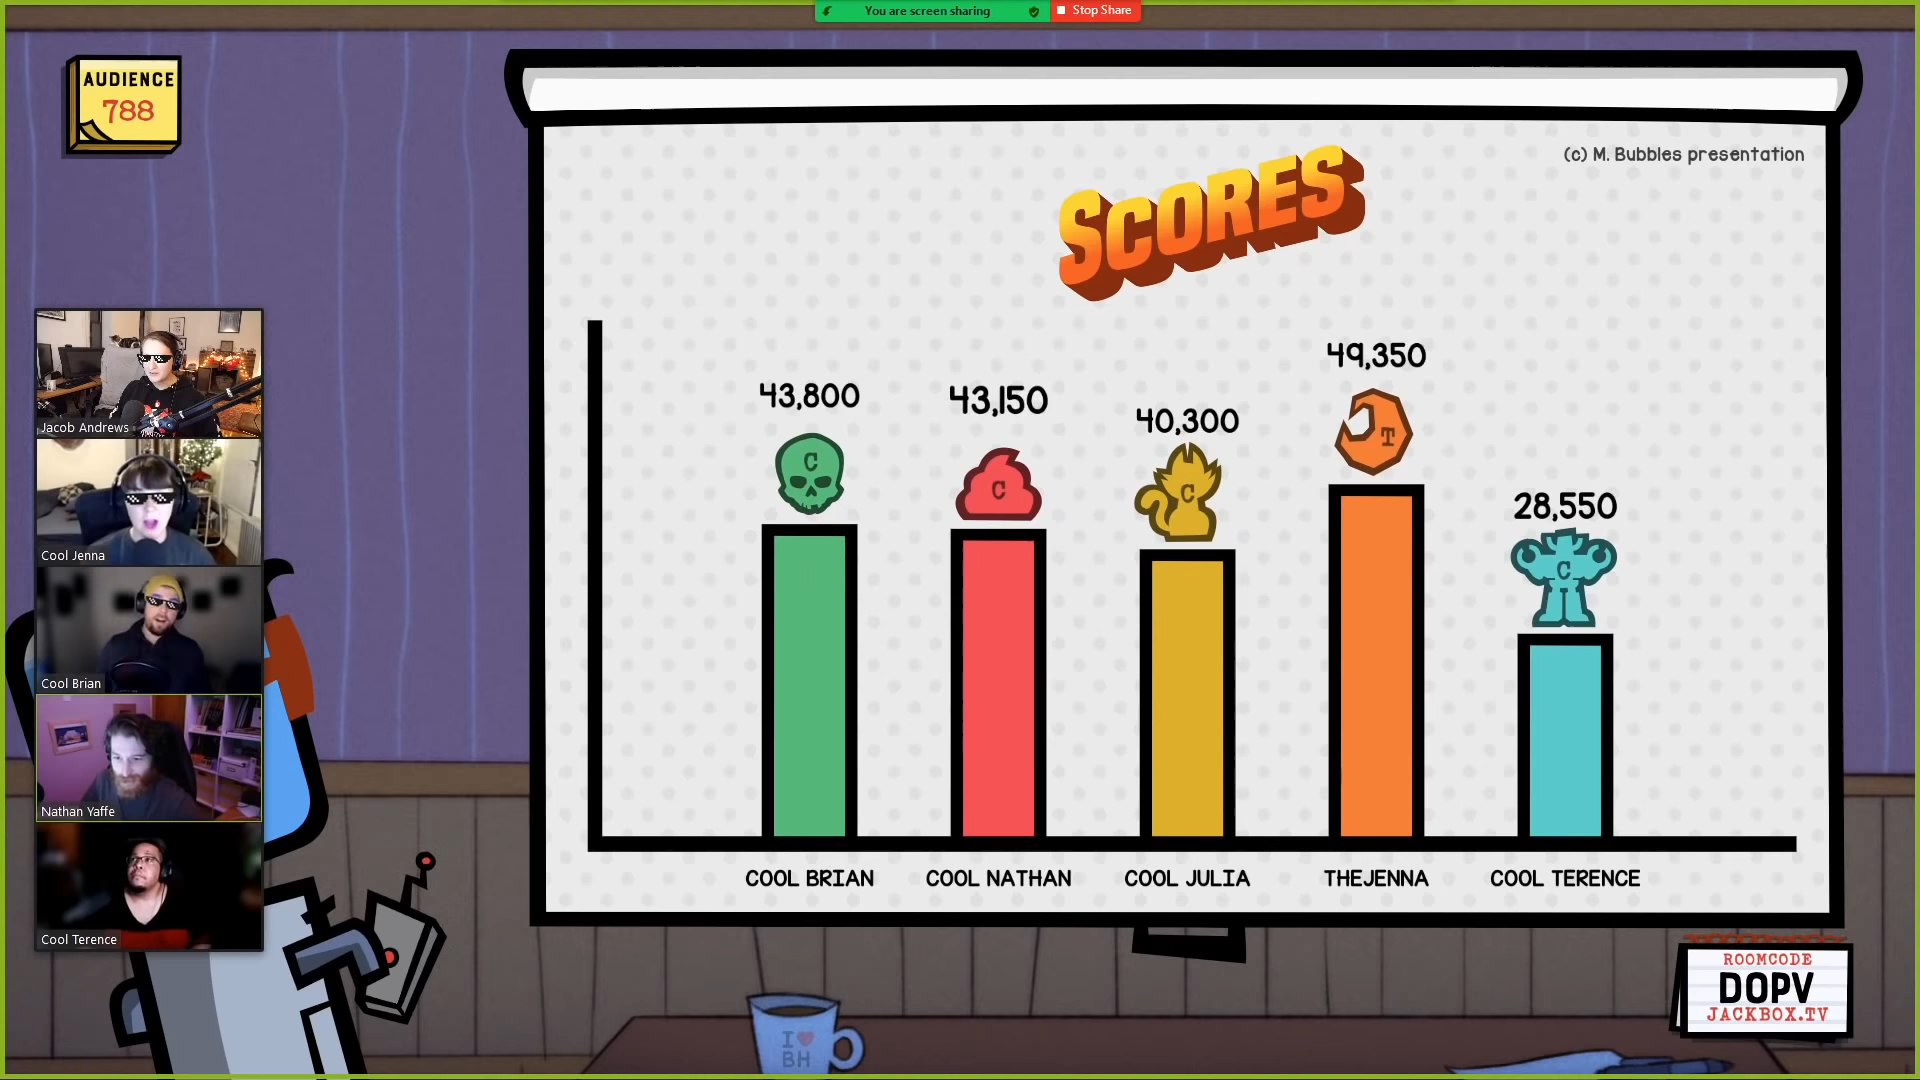 You are screen sharing
Stop Share
AUDIENCE
788
(c) M. Bubbles presentation
SCORES
43,800
43,150
40,300
49,350
28,550
C
C
C
T
C
COOL BRIAN
COOL NATHAN
COOL JULIA
THEJENNA
COOL TERENCE
Jacob Andrews
Cool Jenna
Cool Brian
Nathan Yaffe
Cool Terence
I
BH
ROOMCODE
DOPV
JACKBOX.TV